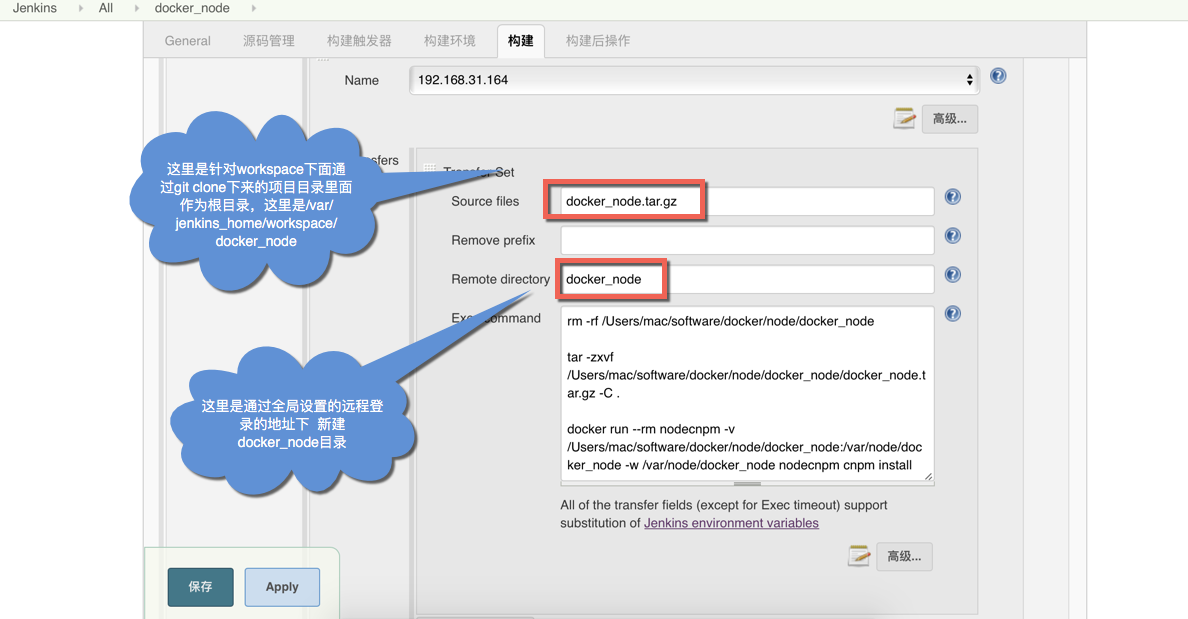 Jenkins All docker_node
General 源码管理 构建触发器 构建环境 构建 构建后操作
Name 192.168.31.164
高级...
sfers
Transfer Set
Source files docker_node.tar.gz
Remove prefix
Remote directory docker_node
Exec command
rm -rf /Users/mac/software/docker/node/docker_node
tar -zxvf
/Users/mac/software/docker/node/docker_node/docker_node.t
ar.gz -C .
docker run --rm nodecnpm -v
/Users/mac/software/docker/node/docker_node:/var/node/doc
ker_node -w /var/node/docker_node nodecnpm cnpm install
All of the transfer fields (except for Exec timeout) support
substitution of Jenkins environment variables
高级...
这里是针对workspace下面通
过git clone下来的项目目录里面
作为根目录，这里是/var/
jenkins_home/workspace/
docker_node
这里是通过全局设置的远程登
录的地址下 新建
docker_node目录
保存 Apply